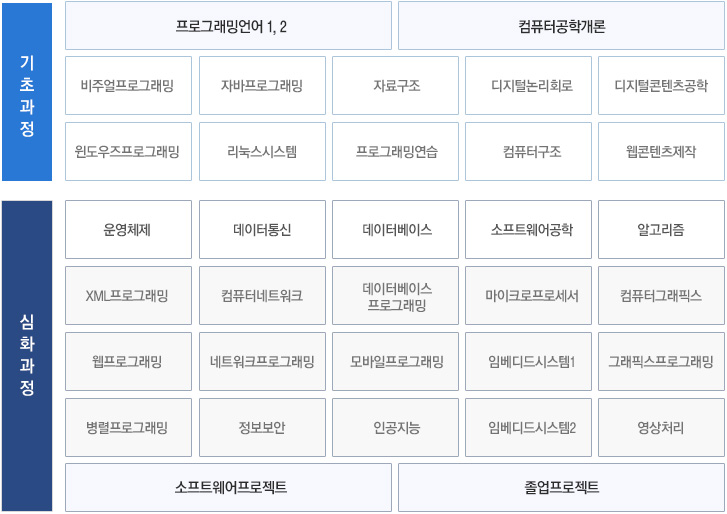 기초과정
프로그래밍언어 1, 2
컴퓨터공학개론
비주얼프로그래밍
자바프로그래밍
자료구조
디지털논리회로
디지털콘텐츠공학
윈도우즈프로그래밍
리눅스시스템
프로그래밍연습
컴퓨터구조
웹콘텐츠제작
심화과정
운영체제
데이터통신
데이터베이스
소프트웨어공학
알고리즘
XML프로그래밍
컴퓨터네트워크
데이터베이스
프로그래밍
마이크로프로세서
컴퓨터그래픽스
웹프로그래밍
네트워크프로그래밍
모바일프로그래밍
임베디드시스템1
그래픽스프로그래밍
병렬프로그래밍
정보보안
인공지능
임베디드시스템2
영상처리
소프트웨어프로젝트
졸업프로젝트